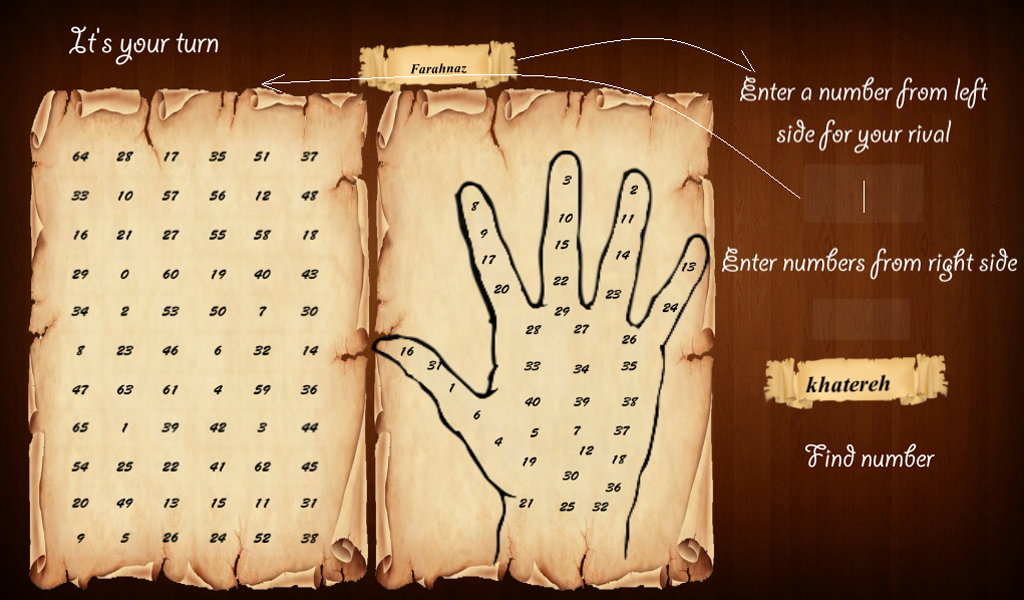 It's your turn
Farahnaz
Enter a number from left
side for your rival
Enter numbers from right side
khatereh
Find number
64 28 17 35 51 37
33 10 57 56 12 48
16 21 27 55 58 18
29 0 60 19 40 43
34 2 53 50 7 30
8 23 46 6 32 14
47 63 61 4 59 36
65 1 39 42 3 44
54 25 22 41 62 45
20 49 13 15 11 31
9 5 26 24 52 38
3
2
8
10 11
9
15
14
17
13
22
20
23
24
29
28 27
26
16
31
33 34 35
1
40 39 38
6
5 7 37
4
12
19 18
30
36
21 25 32